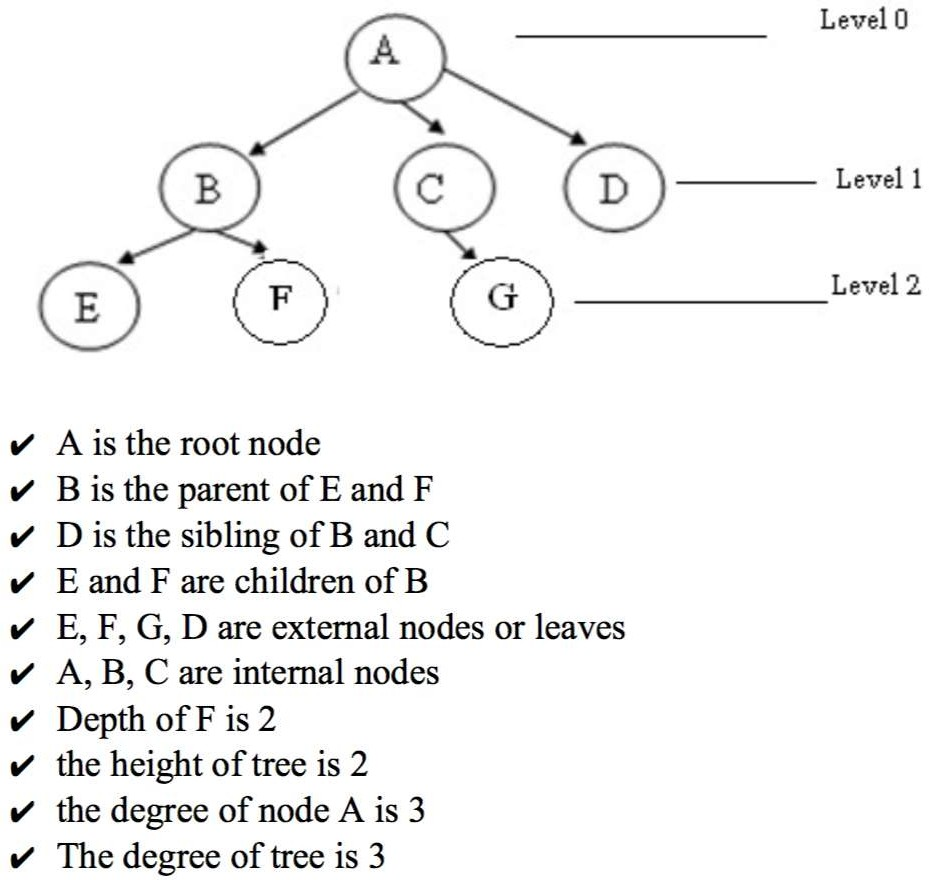 A
Level 0
B
C
D
Level 1
E
F
G
Level 2
✔ A is the root node
✔ B is the parent of E and F
✔ D is the sibling of B and C
✔ E and F are children of B
✔ E, F, G, D are external nodes or leaves
✔ A, B, C are internal nodes
✔ Depth of F is 2
✔ the height of tree is 2
✔ the degree of node A is 3
✔ The degree of tree is 3